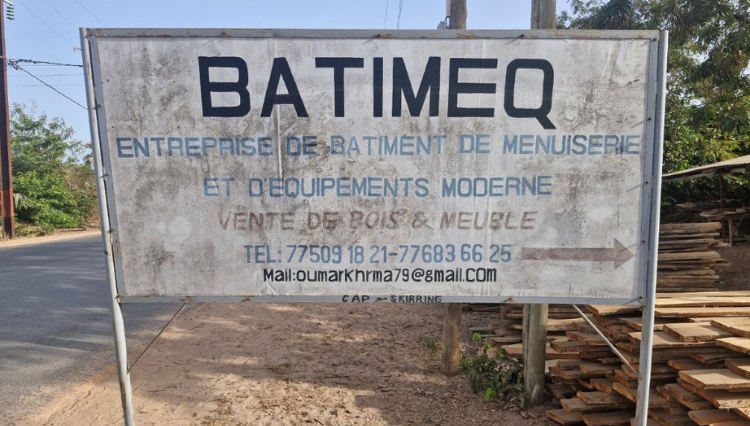 BATIMEQ
ENTREPRISE DE BATIMENT DE MENUISERIE
ET D'EQUIPEMENTS MODERNE
VENTE DE BOIS & MEUBLE
TEL: 77509 18 21-77683 66 25
Mail:oumarkhrma79@gmail.com
CAP - SKIRRING